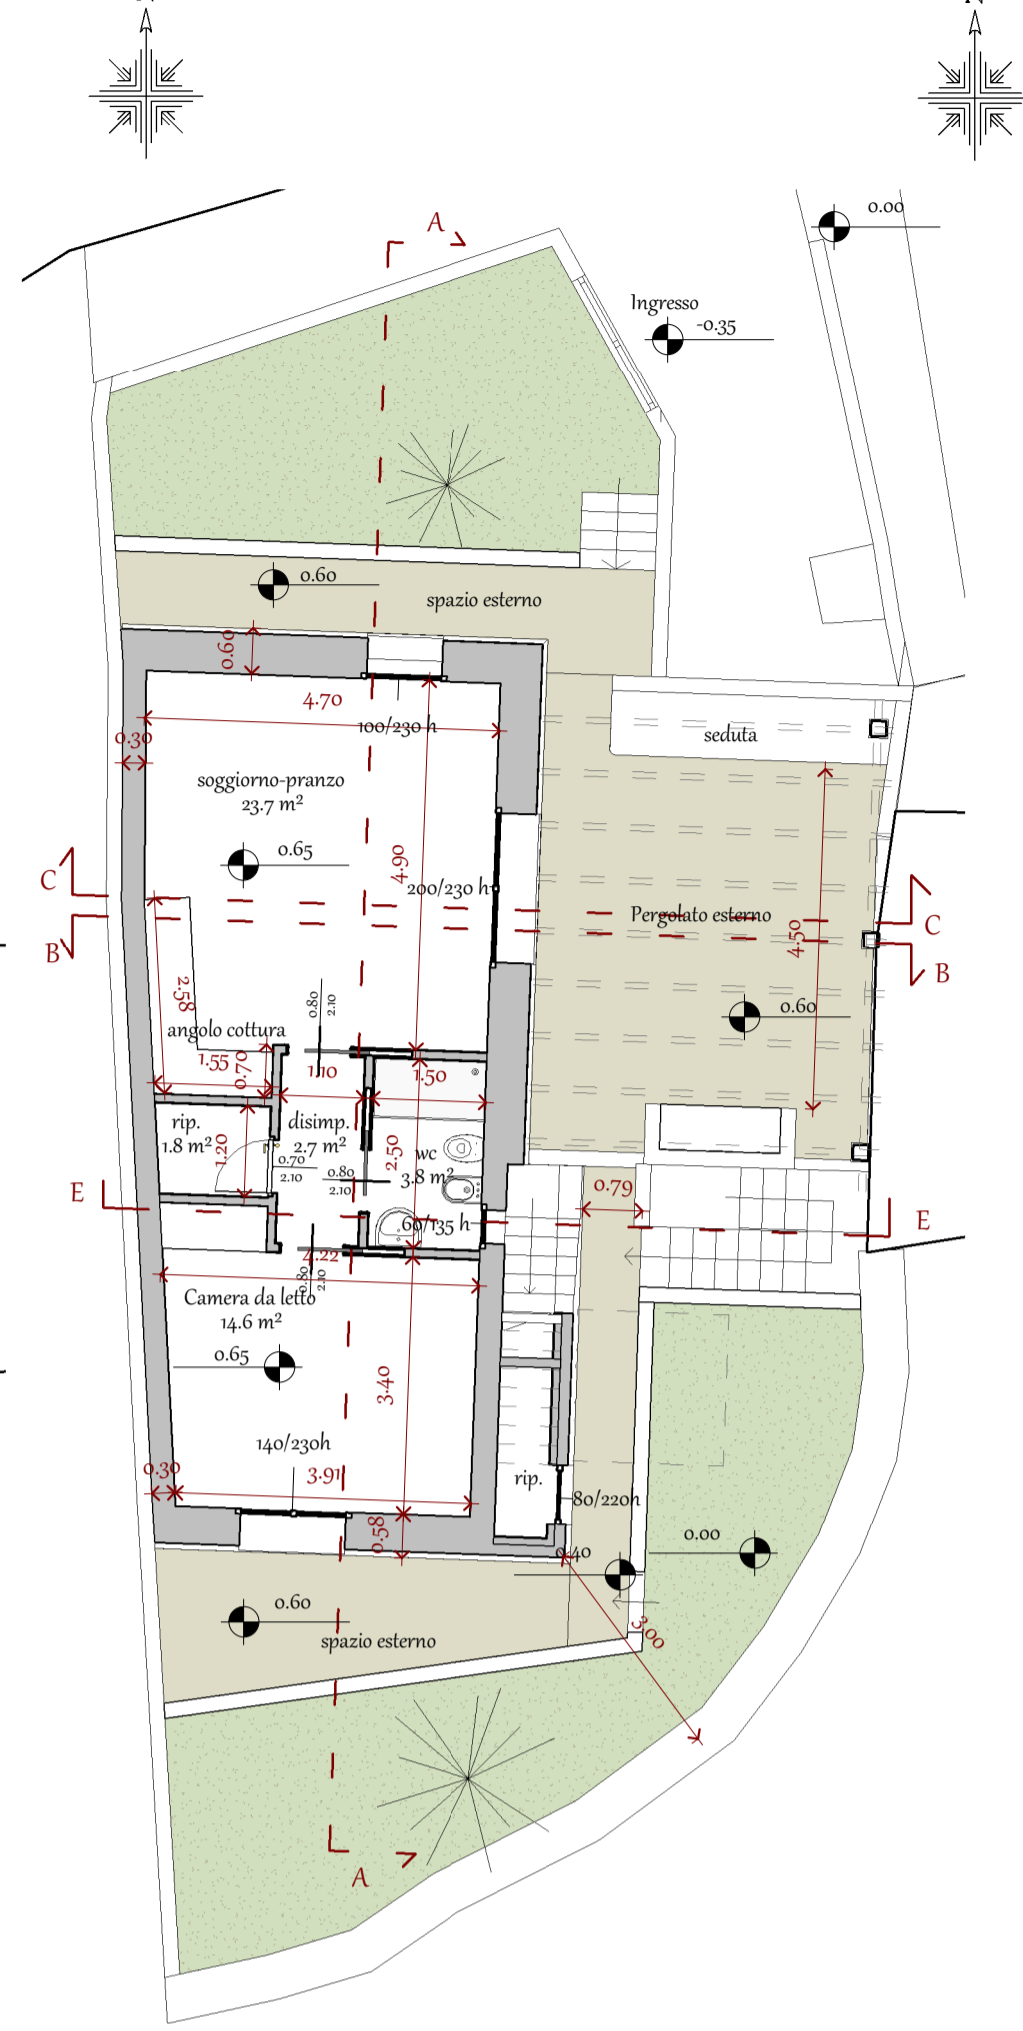 N
N
0.00
A
Ingresso
-0.35
0.60
spazio esterno
0.60
4.70
100/230 h
0.30
seduta
soggiorno-pranzo
23.7 m²
0.65
4.90
200/230 h
C
B
Pergolato esterno
4.50
C
B
0.60
2.58
angolo cottura
0.80
2.10
1.55
0.70
1.10
1.50
rip.
1.8 m²
1.20
disimp.
2.7 m²
0.70
2.10
0.80
2.10
2.50
wc
3.8 m²
60/135 h
E
0.79
E
4.22
0.80
2.10
Camera da letto
14.6 m²
0.65
3.40
140/230h
0.30
3.91
0.58
rip.
80/220h
0.40
0.00
0.60
spazio esterno
3.00
A